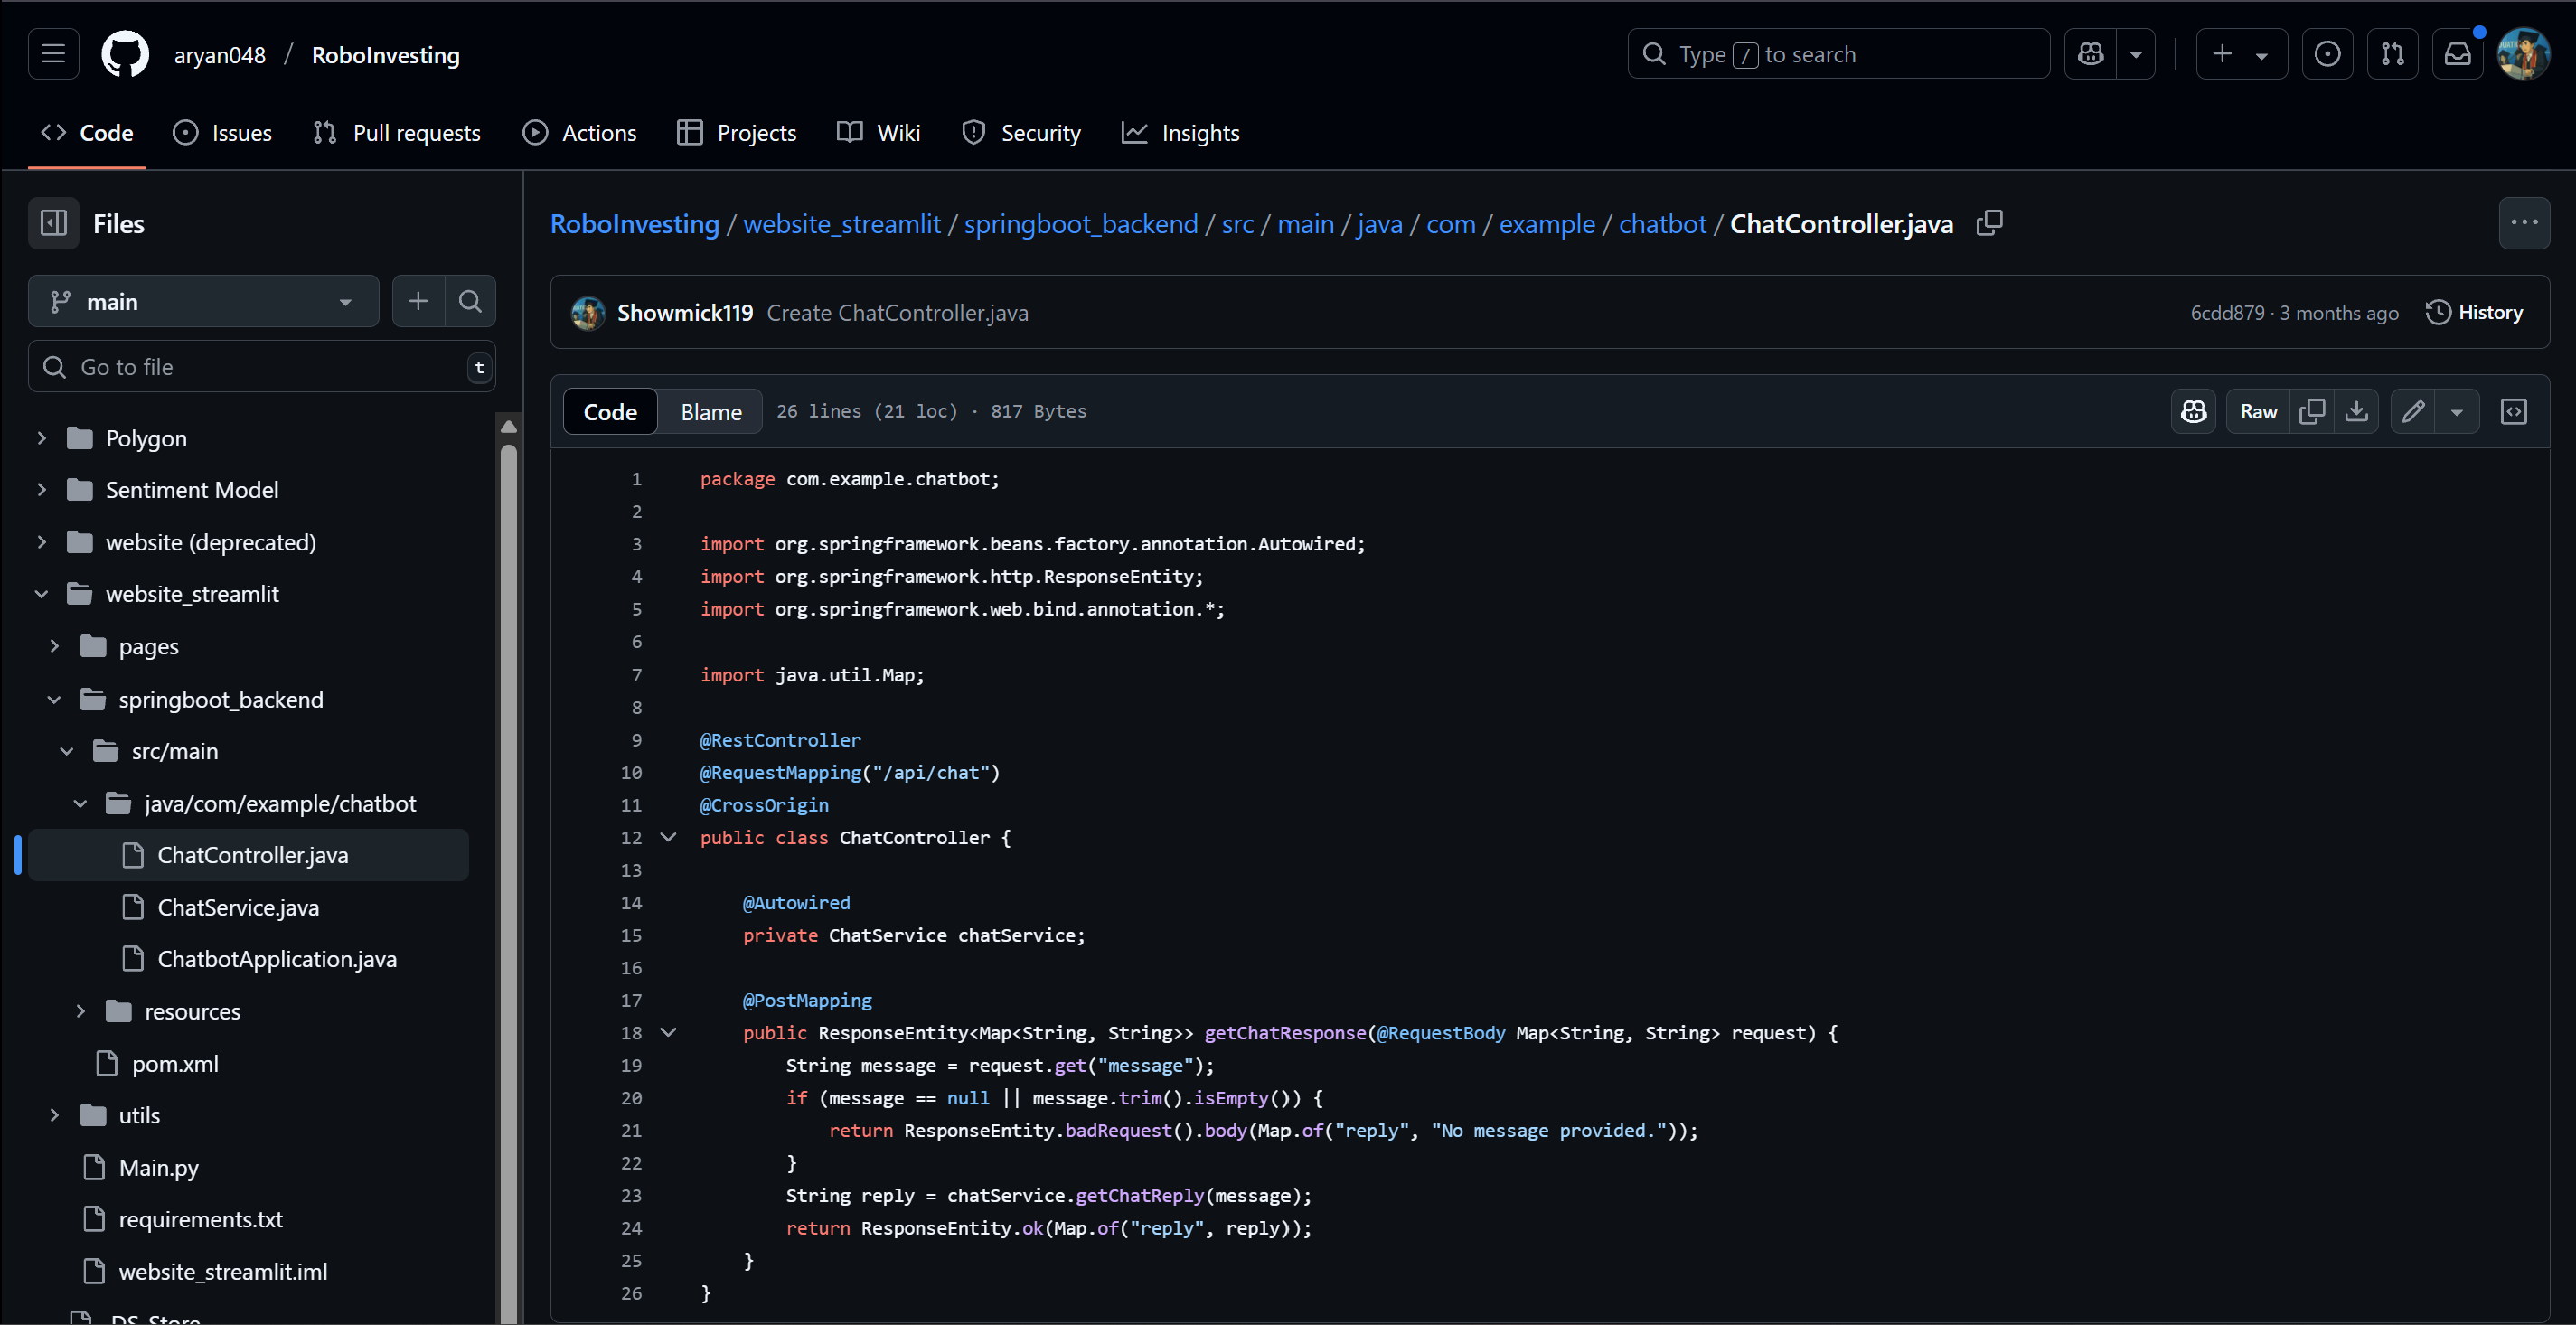 aryan048 / RoboInvesting
Type / to search
Code
Issues
Pull requests
Actions
Projects
Wiki
Security
Insights
Files
main
Go to file
t
Polygon
Sentiment Model
website (deprecated)
website_streamlit
pages
springboot_backend
src/main
java/com/example/chatbot
ChatController.java
ChatService.java
ChatbotApplication.java
resources
pom.xml
utils
Main.py
requirements.txt
website_streamlit.iml
RoboInvesting / website_streamlit / springboot_backend / src / main / java / com / example / chatbot / ChatController.java
Showmick119 Create ChatController.java
6cdd879 · 3 months ago
History
Code
Blame
26 lines (21 loc) · 817 Bytes
Raw
1 package com.example.chatbot;
2
3 import org.springframework.beans.factory.annotation.Autowired;
4 import org.springframework.http.ResponseEntity;
5 import org.springframework.web.bind.annotation.*;
6
7 import java.util.Map;
8
9 @RestController
10 @RequestMapping("/api/chat")
11 @CrossOrigin
12 public class ChatController {
13
14     @Autowired
15     private ChatService chatService;
16
17     @PostMapping
18     public ResponseEntity<Map<String, String>> getChatResponse(@RequestBody Map<String, String> request) {
19         String message = request.get("message");
20         if (message == null || message.trim().isEmpty()) {
21             return ResponseEntity.badRequest().body(Map.of("reply", "No message provided."));
22         }
23         String reply = chatService.getChatReply(message);
24         return ResponseEntity.ok(Map.of("reply", reply));
25     }
26 }